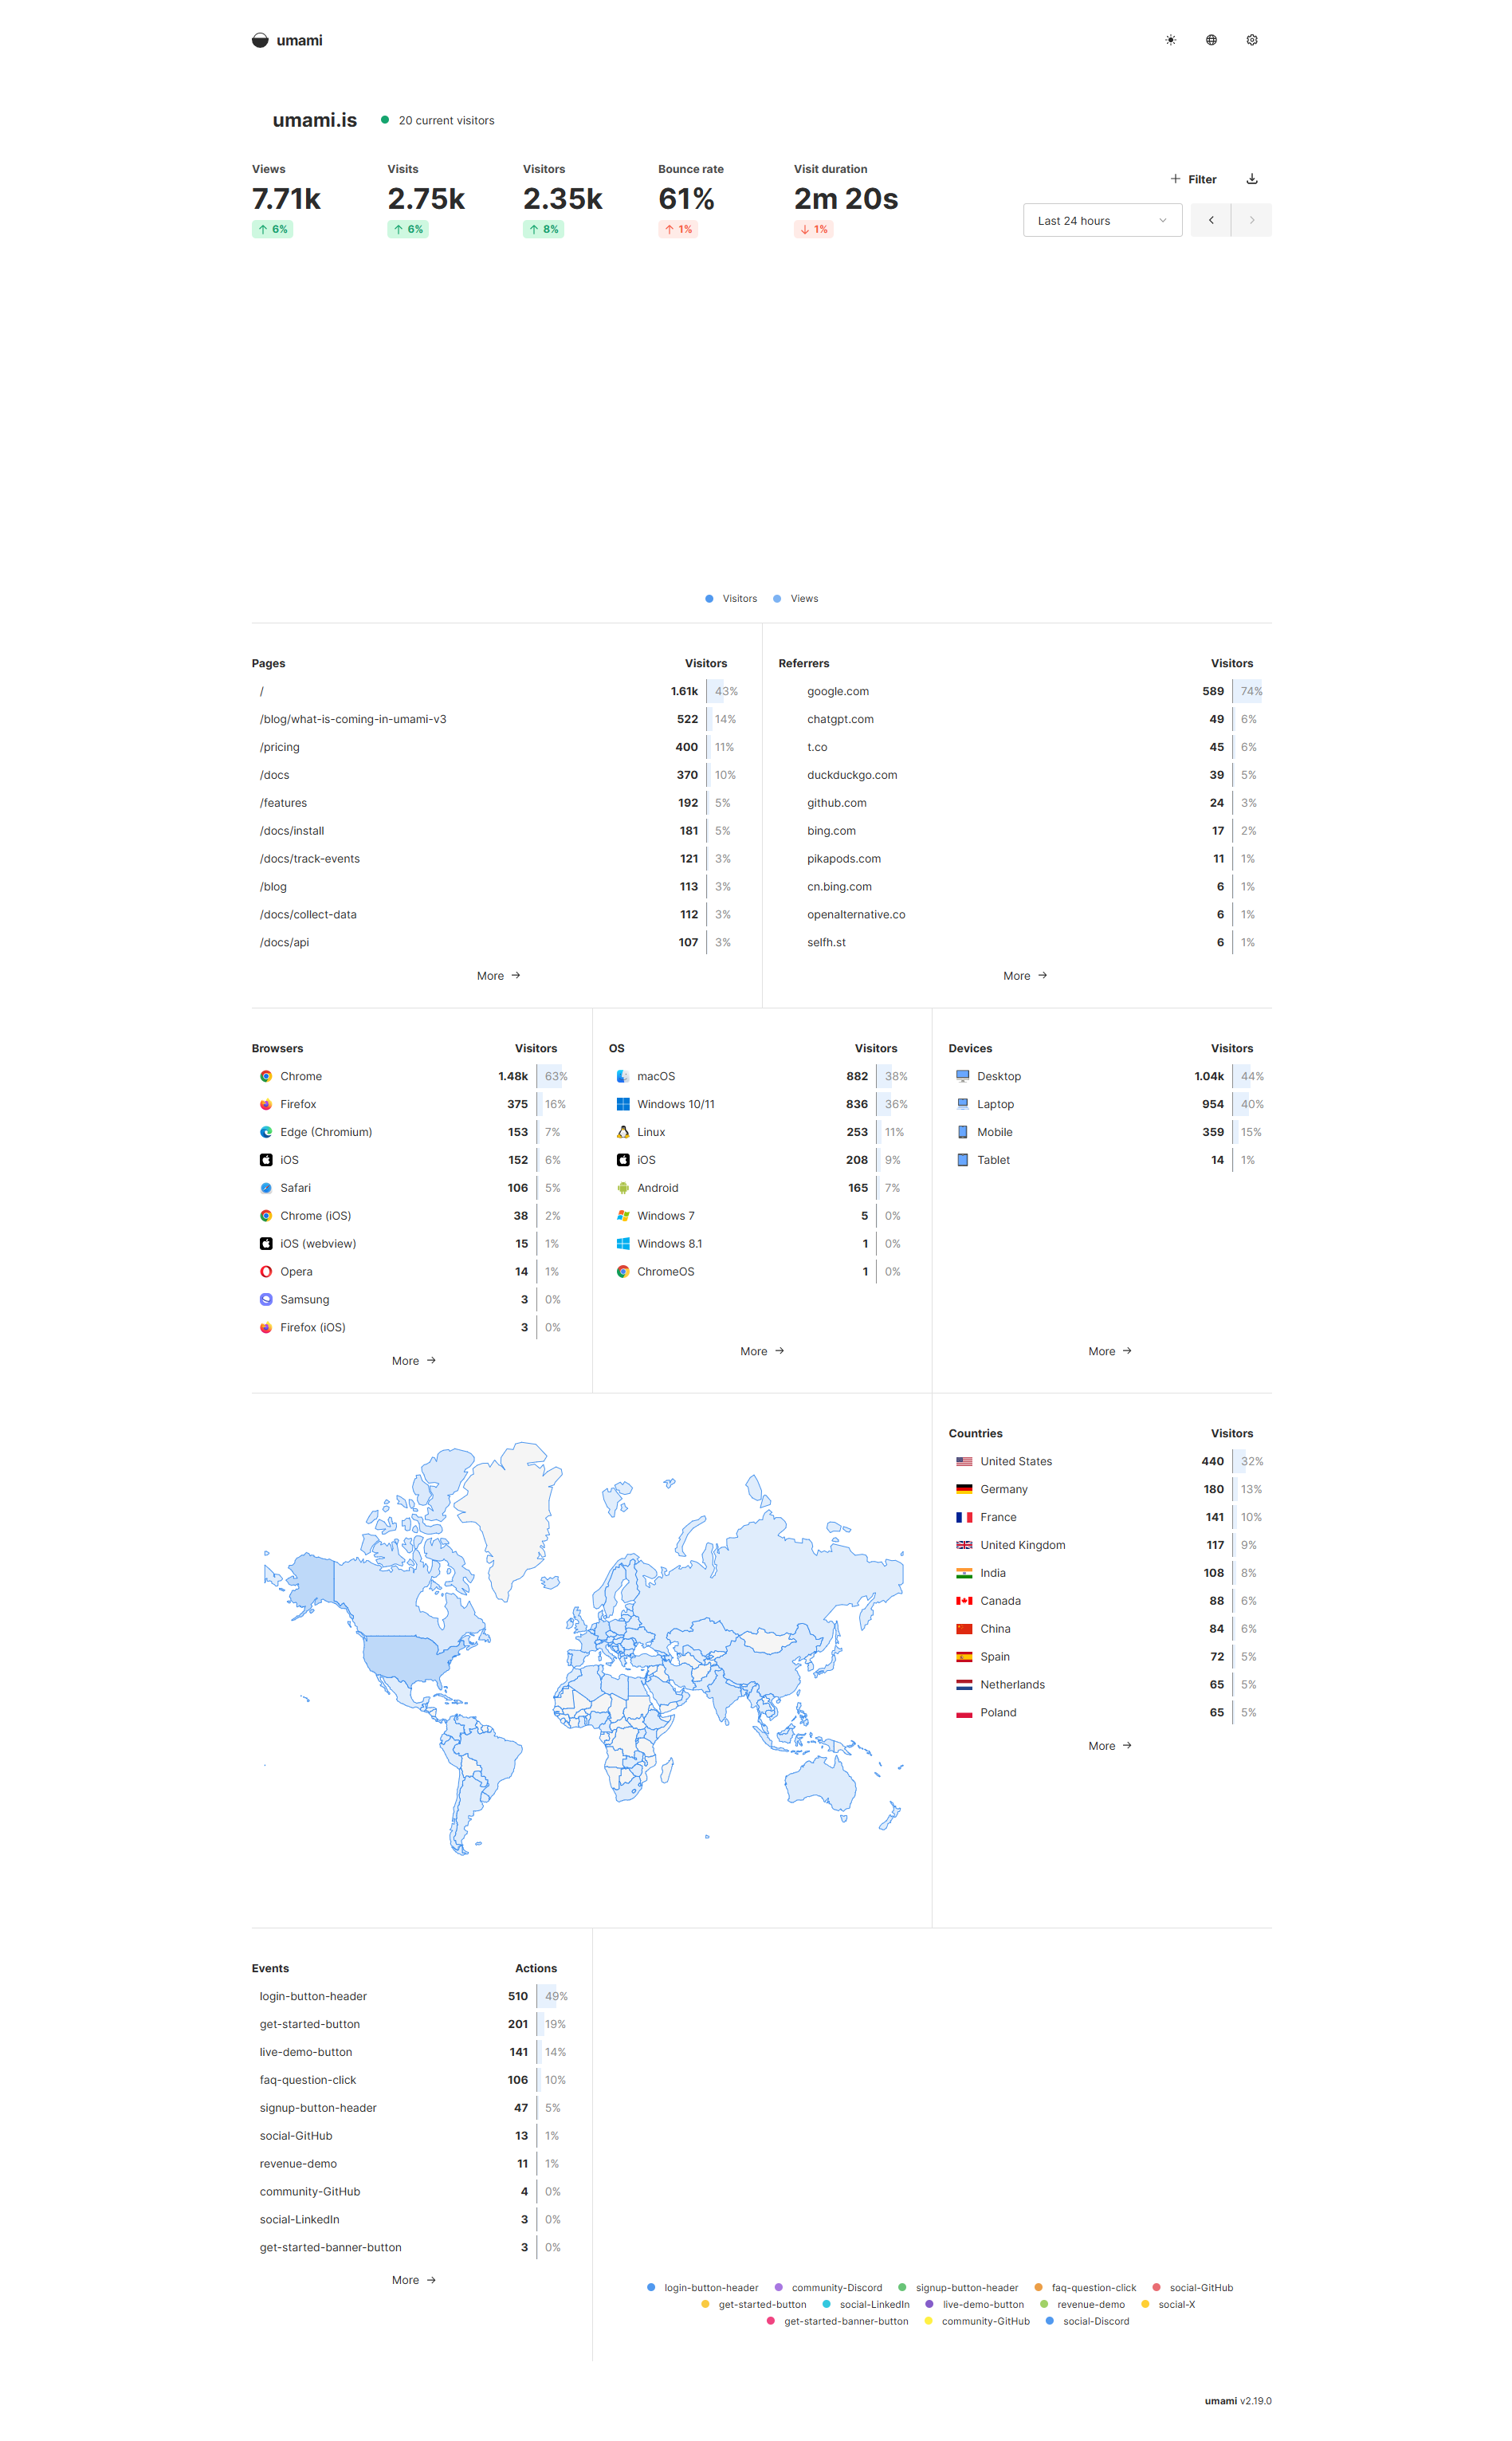 umami
umami.is 20 current visitors
Views Visits Visitors Bounce rate Visit duration
7.71k 2.75k 2.35k 61% 2m 20s
↑ 6% ↑ 6% ↑ 8% ↑ 1% ↓ 1%
+ Filter
Last 24 hours
Visitors Views
Pages Visitors
/ 1.61k 43%
/blog/what-is-coming-in-umami-v3 522 14%
/pricing 400 11%
/docs 370 10%
/features 192 5%
/docs/install 181 5%
/docs/track-events 121 3%
/blog 113 3%
/docs/collect-data 112 3%
/docs/api 107 3%
More →
Referrers Visitors
google.com 589 74%
chatgpt.com 49 6%
t.co 45 6%
duckduckgo.com 39 5%
github.com 24 3%
bing.com 17 2%
pikapods.com 11 1%
cn.bing.com 6 1%
openalternative.co 6 1%
selfh.st 6 1%
More →
Browsers Visitors
Chrome 1.48k 63%
Firefox 375 16%
Edge (Chromium) 153 7%
iOS 152 6%
Safari 106 5%
Chrome (iOS) 38 2%
iOS (webview) 15 1%
Opera 14 1%
Samsung 3 0%
Firefox (iOS) 3 0%
More →
OS Visitors
macOS 882 38%
Windows 10/11 836 36%
Linux 253 11%
iOS 208 9%
Android 165 7%
Windows 7 5 0%
Windows 8.1 1 0%
ChromeOS 1 0%
More →
Devices Visitors
Desktop 1.04k 44%
Laptop 954 40%
Mobile 359 15%
Tablet 14 1%
More →
Countries Visitors
United States 440 32%
Germany 180 13%
France 141 10%
United Kingdom 117 9%
India 108 8%
Canada 88 6%
China 84 6%
Spain 72 5%
Netherlands 65 5%
Poland 65 5%
More →
Events Actions
login-button-header 510 49%
get-started-button 201 19%
live-demo-button 141 14%
faq-question-click 106 10%
signup-button-header 47 5%
social-GitHub 13 1%
revenue-demo 11 1%
community-GitHub 4 0%
social-LinkedIn 3 0%
get-started-banner-button 3 0%
More →
login-button-header community-Discord signup-button-header faq-question-click social-GitHub
get-started-button social-LinkedIn live-demo-button revenue-demo social-X
get-started-banner-button community-GitHub social-Discord
umami v2.19.0